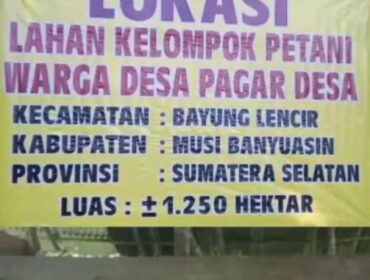 LOKASI
LAHAN KELOMPOK PETANI
WARGA DESA PAGAR DESA
KECAMATAN : BAYUNG LENCIR
KABUPATEN : MUSI BANYUASIN
PROVINSI : SUMATERA SELATAN
LUAS : ± 1.250 HEKTAR